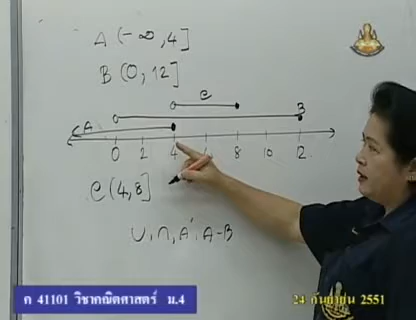 A (-∞, 4]
B (0, 12]
C
B
A
0 2 4 6 8 10 12
C (4, 8]
∪, ∩, A', A-B
ค 41101 วิชาคณิตศาสตร์ ม.4
24 กันยายน 2551